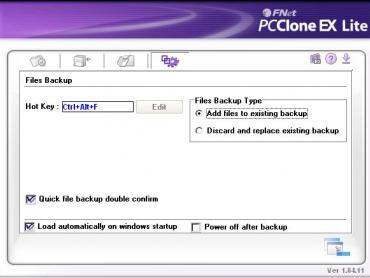 FNet
PCClone EX Lite
Files Backup
Hot Key : Ctrl+Alt+F
Edit
Files Backup Type
Add files to existing backup
Discard and replace existing backup
Quick file backup double confirm
Load automatically on windows startup
Power off after backup
Ver 1.84.11